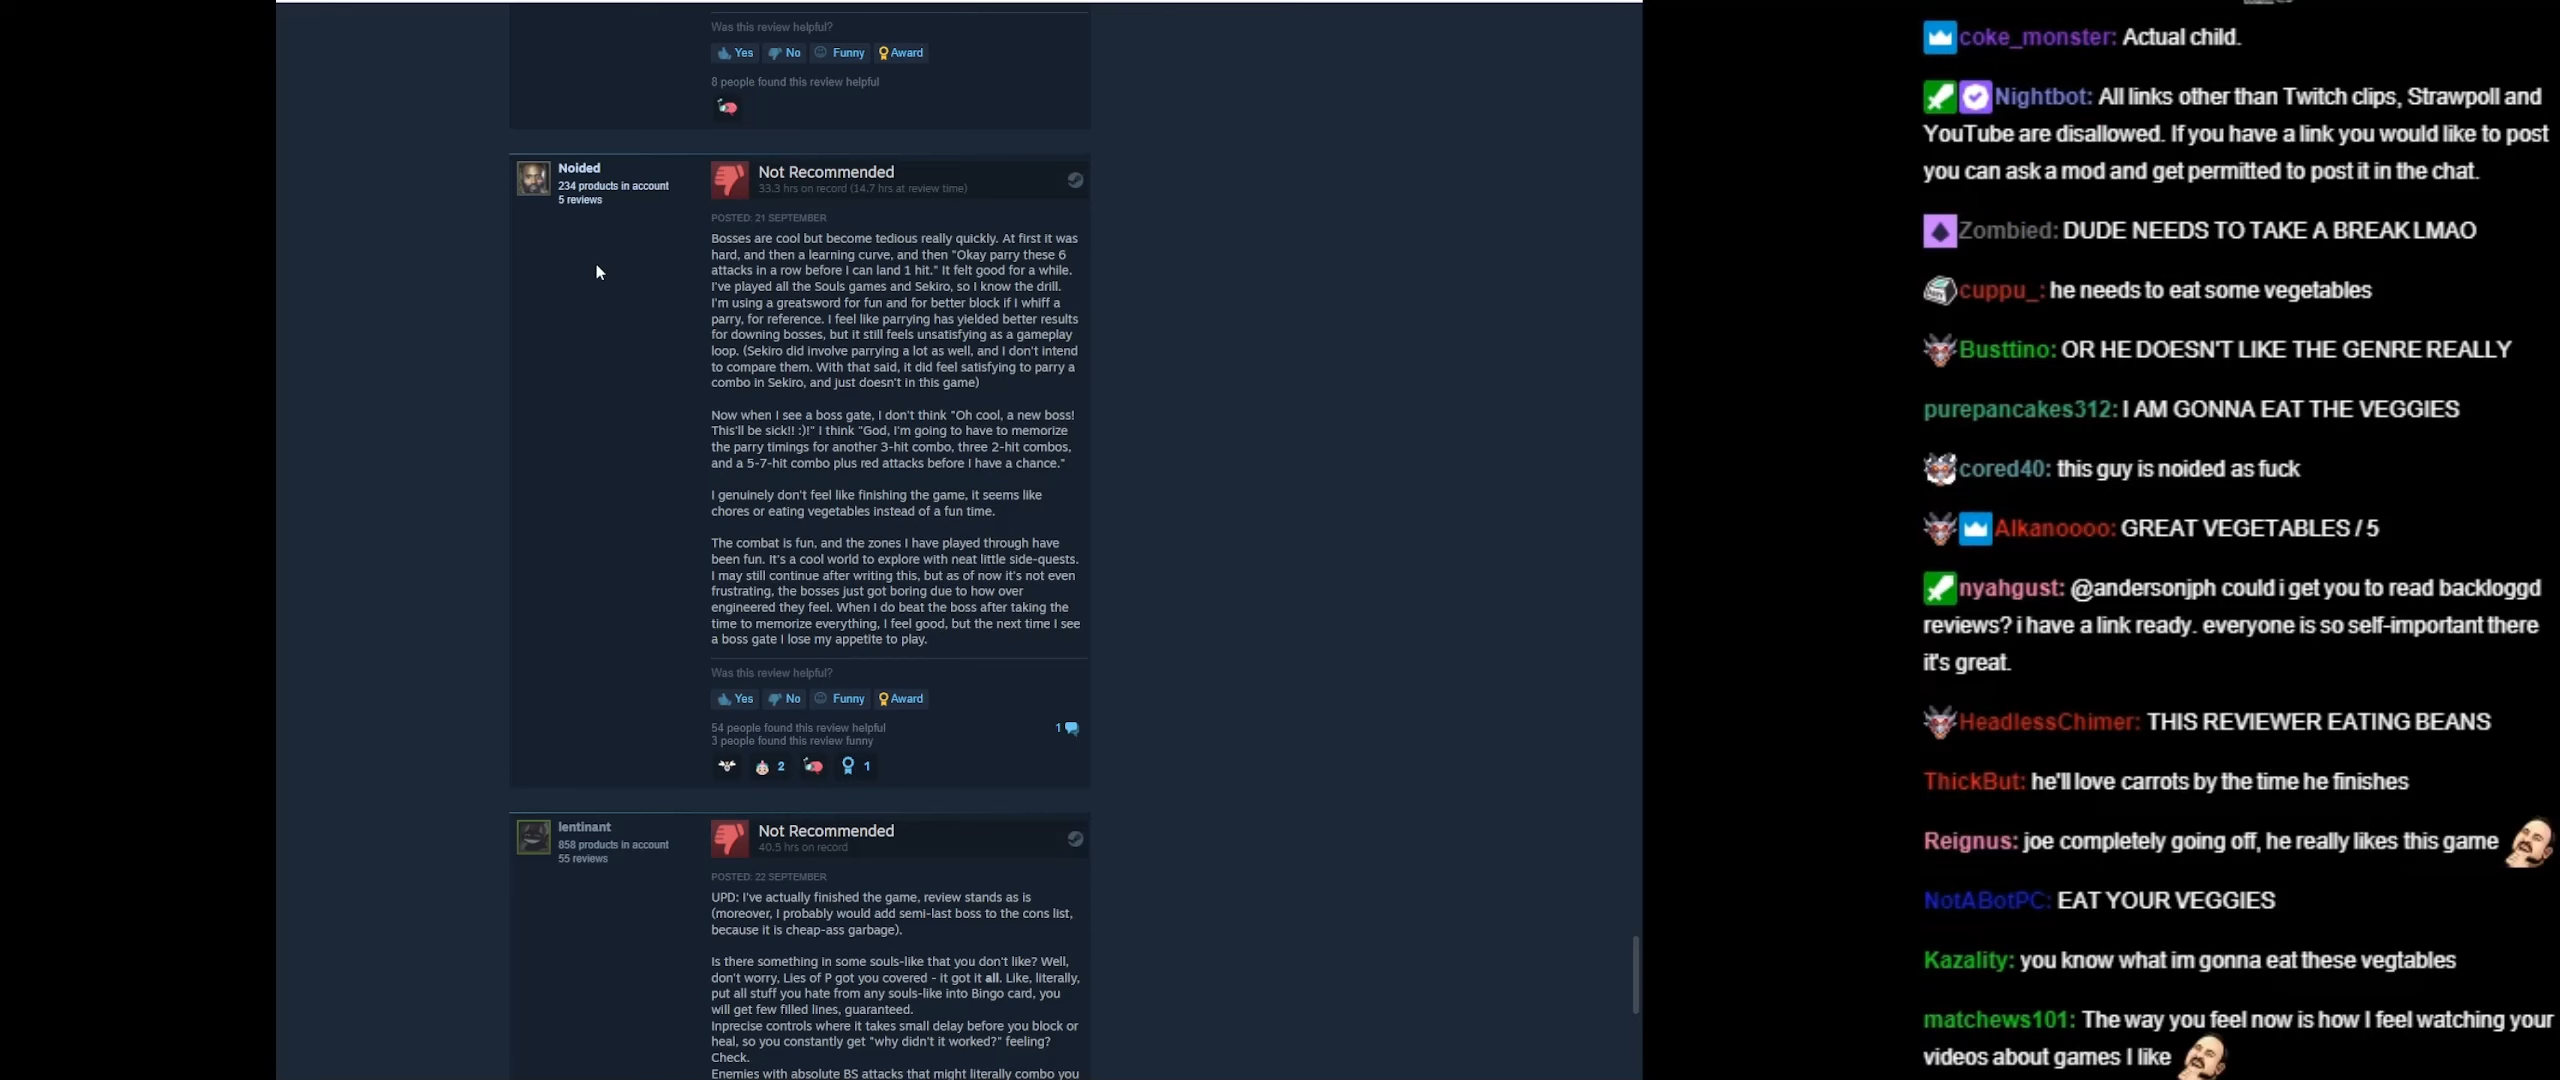 Was this review helpful?
Yes No Funny Award
8 people found this review helpful
Noided
234 products in account
5 reviews
Not Recommended
33.3 hrs on record (14.7 hrs at review time)
POSTED: 21 SEPTEMBER
Bosses are cool but become tedious really quickly. At first it was
hard, and then a learning curve, and then "Okay parry these 6
attacks in a row before I can land 1 hit." It felt good for a while.
I've played all the Souls games and Sekiro, so I know the drill.
I'm using a greatsword for fun and for better block if I whiff a
parry, for reference. I feel like parrying has yielded better results
for downing bosses, but it still feels unsatisfying as a gameplay
loop. (Sekiro did involve parrying a lot as well, and I don't intend
to compare them. With that said, it did feel satisfying to parry a
combo in Sekiro, and just doesn't in this game)
Now when I see a boss gate, I don't think "Oh cool, a new boss!
This'll be sick!! :)!" I think "God, I'm going to have to memorize
the parry timings for another 3-hit combo, three 2-hit combos,
and a 5-7-hit combo plus red attacks before I have a chance."
I genuinely don't feel like finishing the game, it seems like
chores or eating vegetables instead of a fun time.
The combat is fun, and the zones I have played through have
been fun. It's a cool world to explore with neat little side-quests.
I may still continue after writing this, but as of now it's not even
frustrating, the bosses just got boring due to how over
engineered they feel. When I do beat the boss after taking the
time to memorize everything, I feel good, but the next time I see
a boss gate I lose my appetite to play.
Was this review helpful?
Yes No Funny Award
54 people found this review helpful
3 people found this review funny
1
2 1
lentinant
858 products in account
55 reviews
Not Recommended
40.5 hrs on record
POSTED: 22 SEPTEMBER
UPD: I've actually finished the game, review stands as is
(moreover, I probably would add semi-last boss to the cons list,
because it is cheap-ass garbage).
Is there something in some souls-like that you don't like? Well,
don't worry, Lies of P got you covered - it got it all. Like, literally,
put all stuff you hate from any souls-like into Bingo card, you
will get few filled lines, guaranteed.
Inprecise controls where it takes small delay before you block or
heal, so you constantly get "why didn't it worked?" feeling?
Check.
Enemies with absolute BS attacks that might literally combo you
coke_monster: Actual child.
Nightbot: All links other than Twitch clips, Strawpoll and
YouTube are disallowed. If you have a link you would like to post
you can ask a mod and get permitted to post it in the chat.
Zombied: DUDE NEEDS TO TAKE A BREAK LMAO
cuppu_: he needs to eat some vegetables
Busttino: OR HE DOESN'T LIKE THE GENRE REALLY
purepancakes312: I AM GONNA EAT THE VEGGIES
cored40: this guy is noided as fuck
Alkanoooo: GREAT VEGETABLES / 5
nyahgust: @andersonjph could i get you to read backloggd
reviews? i have a link ready. everyone is so self-important there
it's great.
HeadlessChimer: THIS REVIEWER EATING BEANS
ThickBut: he'll love carrots by the time he finishes
Reignus: joe completely going off, he really likes this game
NotABotPC: EAT YOUR VEGGIES
Kazality: you know what im gonna eat these vegtables
matchews101: The way you feel now is how I feel watching your
videos about games I like